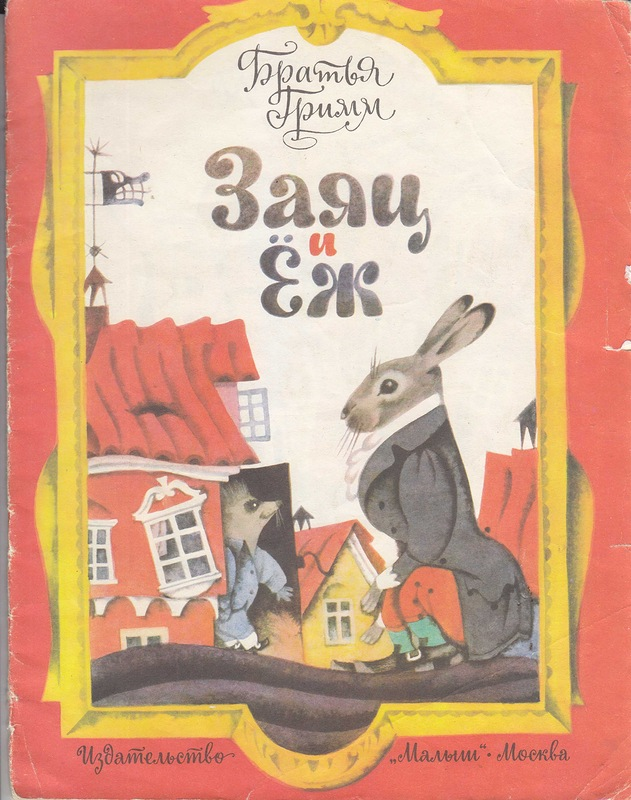 Братья
Гримм
Заяц
и
Ёж
Издательство „Малыш“ · Москва